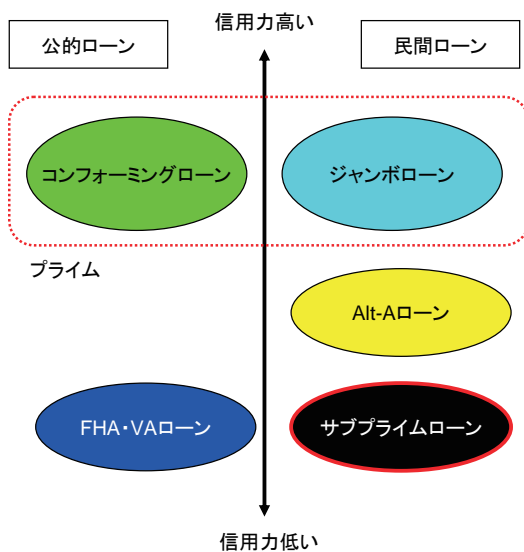 信用力高い
公的ローン
民間ローン
コンフォーミングローン
ジャンボローン
プライム
Alt-Aローン
FHA・VAローン
サブプライムローン
信用力低い